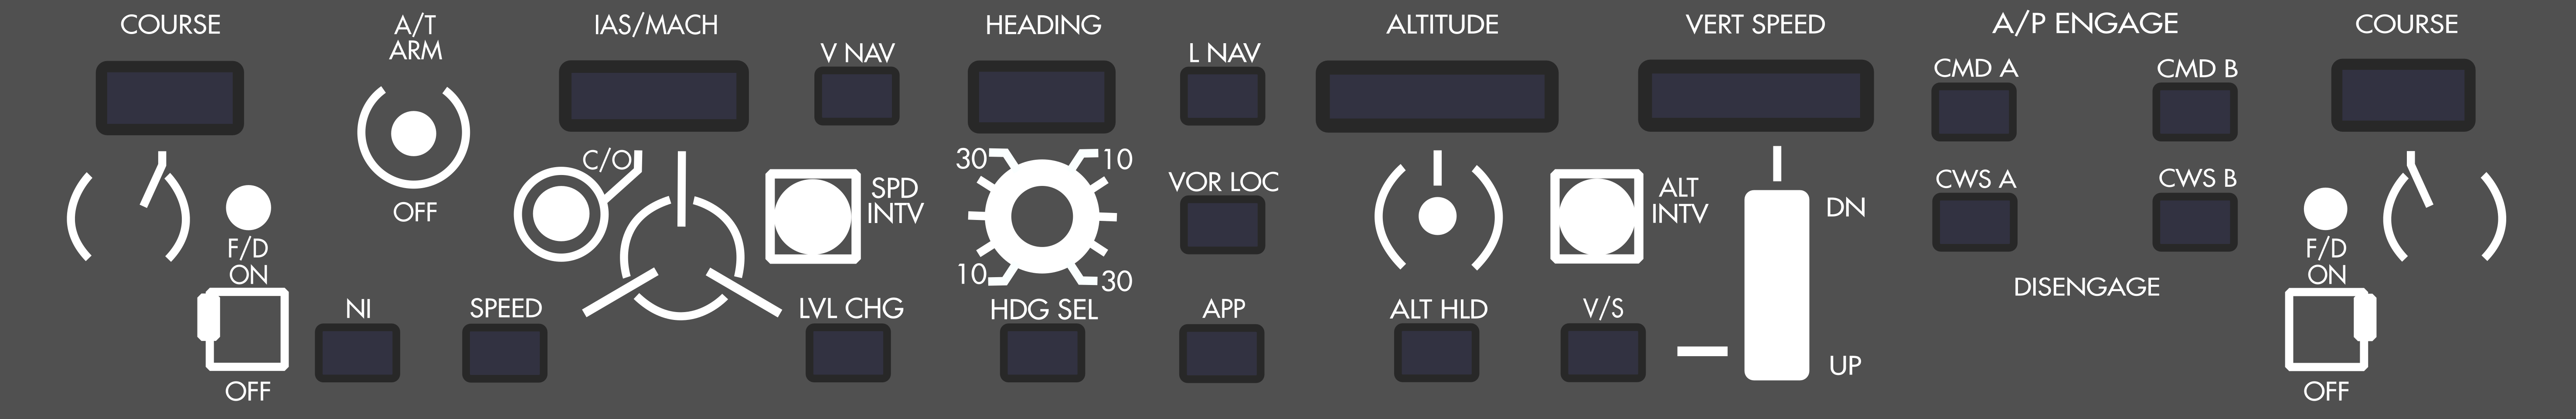 COURSE
A/T
ARM
IAS/MACH
HEADING
ALTITUDE
VERT SPEED
A/P ENGAGE
COURSE
V NAV
L NAV
CMD A
CMD B
C/O
30
10
SPD
INTV
VOR LOC
ALT
INTV
CWS A
CWS B
OFF
DN
F/D
ON
F/D
ON
10
30
DISENGAGE
NI
SPEED
LVL CHG
HDG SEL
APP
ALT HLD
V/S
UP
OFF
OFF